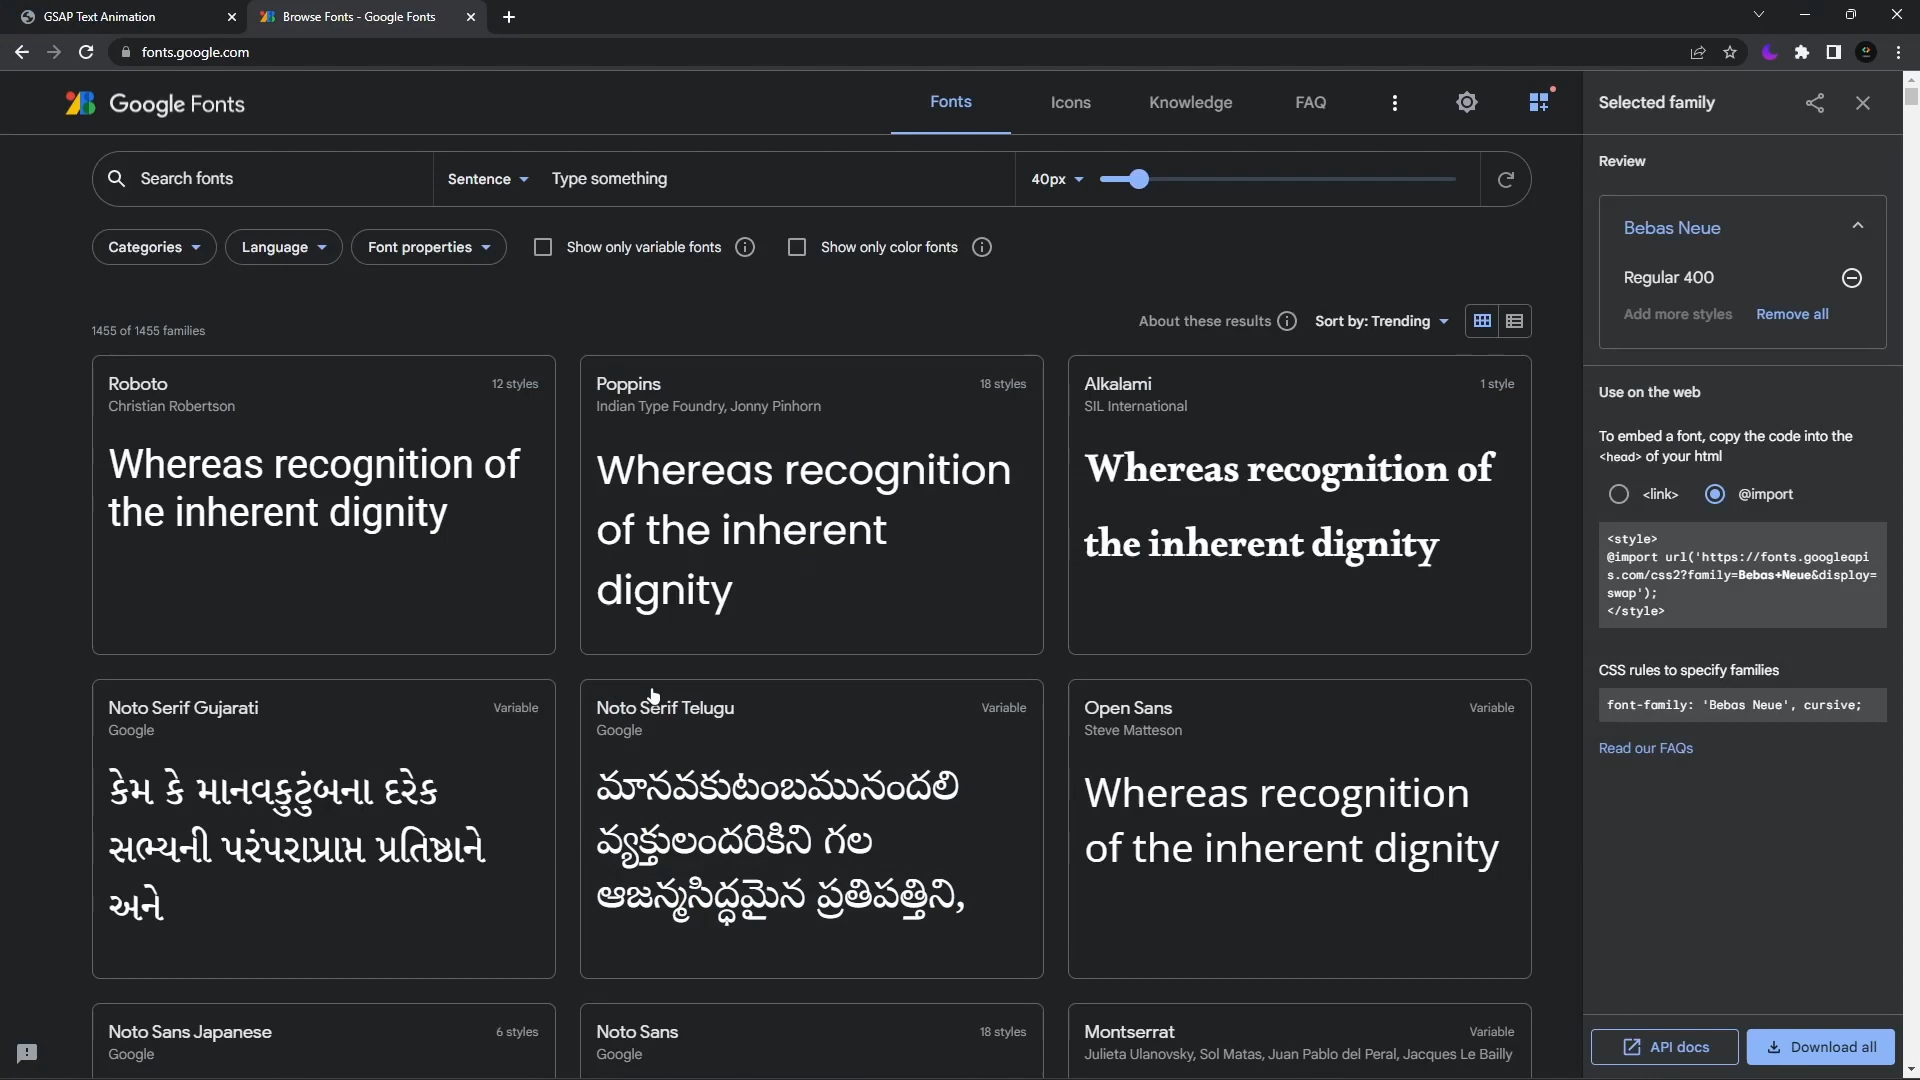 GSAP Text Animation
Browse Fonts - Google Fonts
fonts.google.com
Google Fonts
Fonts
Icons
Knowledge
FAQ
Search fonts
Sentence
Type something
40px
Categories
Language
Font properties
Show only variable fonts
Show only color fonts
1455 of 1455 families
About these results
Sort by: Trending
Roboto
12 styles
Christian Robertson
Whereas recognition of
the inherent dignity
Poppins
18 styles
Indian Type Foundry, Jonny Pinhorn
Whereas recognition
of the inherent
dignity
Alkalami
1 style
SIL International
Whereas recognition of
the inherent dignity
Noto Serif Gujarati
Variable
Google
કેમ કે માનવકુટુંબના દરેક
સભ્યની પરંપરાપ્રાપ્ત પ્રતિષ્ઠાને
અને
Noto Serif Telugu
Variable
Google
మానవకుటంబమునందలి
వ్యక్తులందరికిని గల
ఆజన్మసిద్ధమైన ప్రతిపత్తిని,
Open Sans
Variable
Steve Matteson
Whereas recognition
of the inherent dignity
Noto Sans Japanese
6 styles
Google
Noto Sans
18 styles
Google
Montserrat
Variable
Julieta Ulanovsky, Sol Matas, Juan Pablo del Peral, Jacques Le Bailly
Selected family
Review
Bebas Neue
Regular 400
Add more styles
Remove all
Use on the web
To embed a font, copy the code into the
<head> of your html
<link>
@import
<style>
@import url('https://fonts.googleapi
s.com/css2?family=Bebas+Neue&display=
swap');
</style>
CSS rules to specify families
font-family: 'Bebas Neue', cursive;
Read our FAQs
API docs
Download all